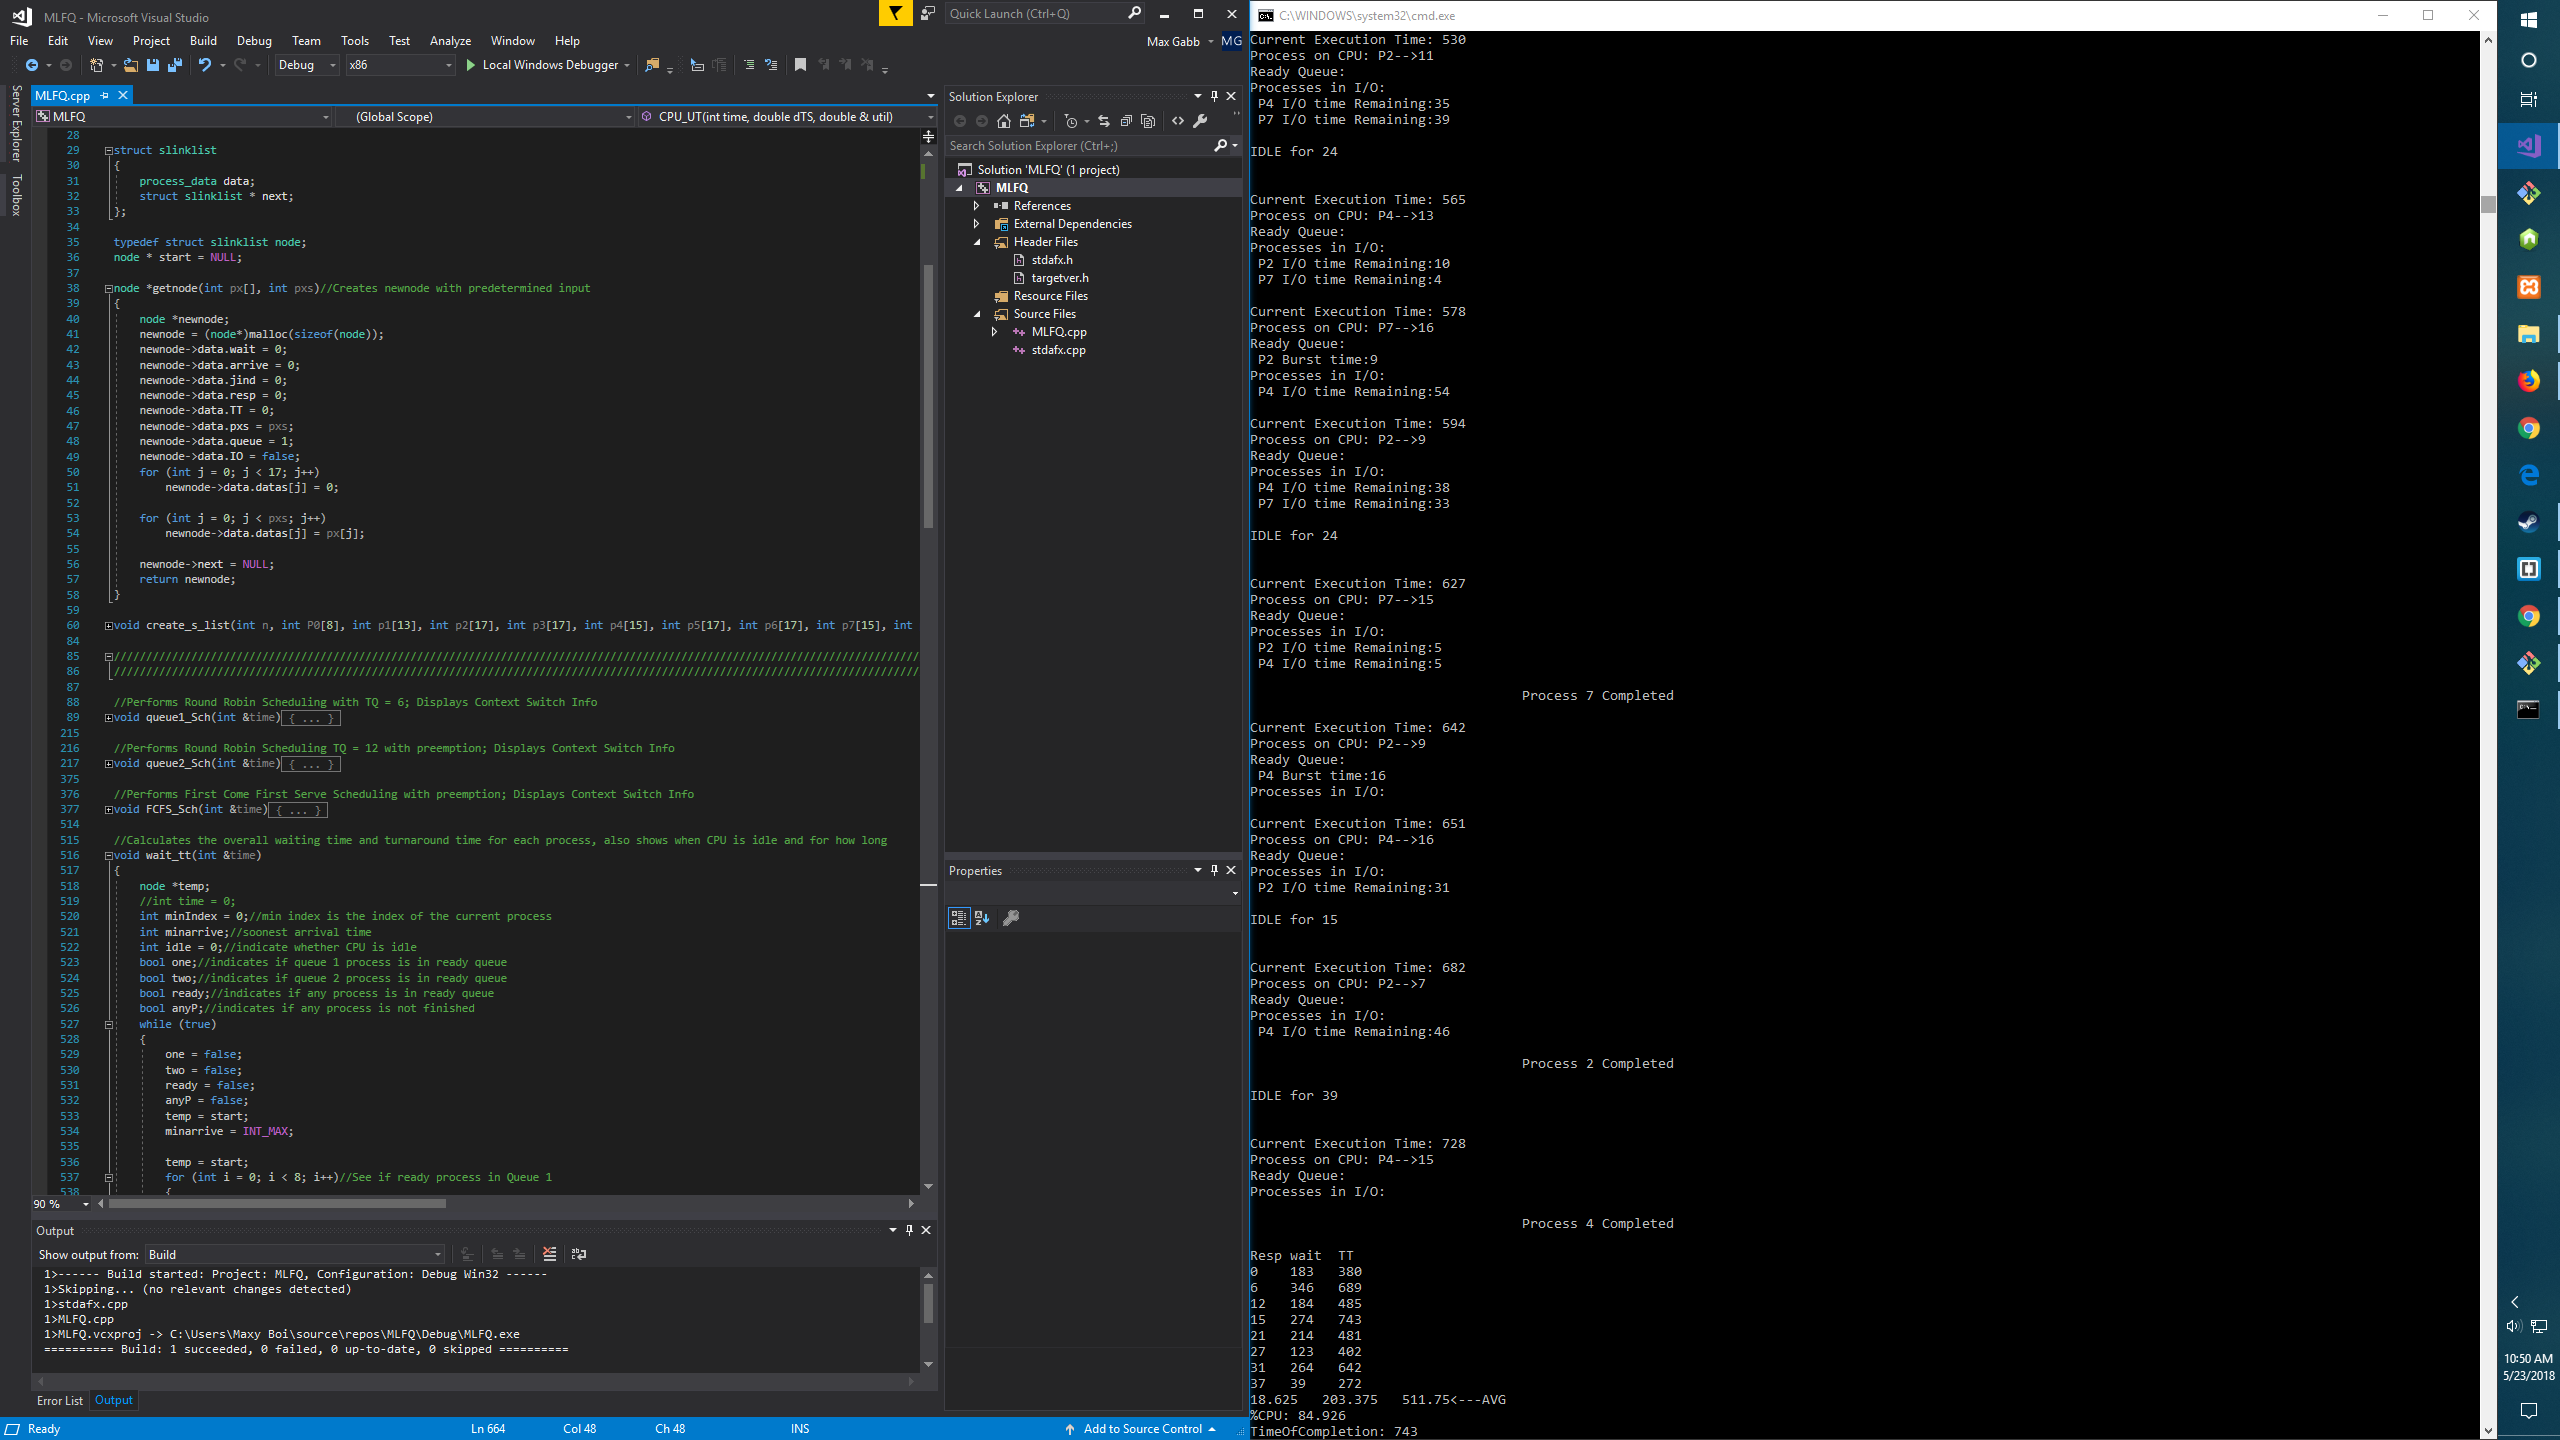 MLFQ - Microsoft Visual Studio
Quick Launch (Ctrl+Q)
File Edit View Project Build Debug Team Tools Test Analyze Window Help
Max Gabb MG
Debug x86 Local Windows Debugger
Server Explorer
Toolbox
MLFQ.cpp
MLFQ (Global Scope) CPU_UT(int time, double dTS, double & util)
28
29 struct slinklist
30 {
31 process_data data;
32 struct slinklist * next;
33 };
34
35 typedef struct slinklist node;
36 node * start = NULL;
37
38 node *getnode(int px[], int pxs)//Creates newnode with predetermined input
39 {
40 node *newnode;
41 newnode = (node*)malloc(sizeof(node));
42 newnode->data.wait = 0;
43 newnode->data.arrive = 0;
44 newnode->data.jind = 0;
45 newnode->data.resp = 0;
46 newnode->data.TT = 0;
47 newnode->data.pxs = pxs;
48 newnode->data.queue = 1;
49 newnode->data.IO = false;
50 for (int j = 0; j < 17; j++)
51 newnode->data.datas[j] = 0;
52
53 for (int j = 0; j < pxs; j++)
54 newnode->data.datas[j] = px[j];
55
56 newnode->next = NULL;
57 return newnode;
58 }
59
60 void create_s_list(int n, int P0[8], int p1[13], int p2[17], int p3[17], int p4[15], int p5[17], int p6[17], int p7[15], int
84
85 ////////////////////////////////////////////////////////////////////////////////////////////////////////////////////////////
86 ////////////////////////////////////////////////////////////////////////////////////////////////////////////////////////////
87
88 //Performs Round Robin Scheduling with TQ = 6; Displays Context Switch Info
89 void queue1_Sch(int &time){ ... }
215
216 //Performs Round Robin Scheduling TQ = 12 with preemption; Displays Context Switch Info
217 void queue2_Sch(int &time){ ... }
375
376 //Performs First Come First Serve Scheduling with preemption; Displays Context Switch Info
377 void FCFS_Sch(int &time){ ... }
514
515 //Calculates the overall waiting time and turnaround time for each process, also shows when CPU is idle and for how long
516 void wait_tt(int &time)
517 {
518 node *temp;
519 //int time = 0;
520 int minIndex = 0;//min index is the index of the current process
521 int minarrive;//soonest arrival time
522 int idle = 0;//indicate whether CPU is idle
523 bool one;//indicates if queue 1 process is in ready queue
524 bool two;//indicates if queue 2 process is in ready queue
525 bool ready;//indicates if any process is in ready queue
526 bool anyP;//indicates if any process is not finished
527 while (true)
528 {
529 one = false;
530 two = false;
531 ready = false;
532 anyP = false;
533 temp = start;
534 minarrive = INT_MAX;
535
536 temp = start;
537 for (int i = 0; i < 8; i++)//See if ready process in Queue 1
538 {
90 %
Output
Show output from: Build
1>------ Build started: Project: MLFQ, Configuration: Debug Win32 ------
1>Skipping... (no relevant changes detected)
1>stdafx.cpp
1>MLFQ.cpp
1>MLFQ.vcxproj -> C:\Users\Maxy Boi\source\repos\MLFQ\Debug\MLFQ.exe
========== Build: 1 succeeded, 0 failed, 0 up-to-date, 0 skipped ==========
Error List Output
Ready Ln 664 Col 48 Ch 48 INS Add to Source Control
Solution Explorer
Search Solution Explorer (Ctrl+;)
Solution 'MLFQ' (1 project)
MLFQ
References
External Dependencies
Header Files
stdafx.h
targetver.h
Resource Files
Source Files
MLFQ.cpp
stdafx.cpp
Properties
C:\WINDOWS\system32\cmd.exe
Current Execution Time: 530
Process on CPU: P2-->11
Ready Queue:
Processes in I/O:
P4 I/O time Remaining:35
P7 I/O time Remaining:39
IDLE for 24
Current Execution Time: 565
Process on CPU: P4-->13
Ready Queue:
Processes in I/O:
P2 I/O time Remaining:10
P7 I/O time Remaining:4
Current Execution Time: 578
Process on CPU: P7-->16
Ready Queue:
P2 Burst time:9
Processes in I/O:
P4 I/O time Remaining:54
Current Execution Time: 594
Process on CPU: P2-->9
Ready Queue:
Processes in I/O:
P4 I/O time Remaining:38
P7 I/O time Remaining:33
IDLE for 24
Current Execution Time: 627
Process on CPU: P7-->15
Ready Queue:
Processes in I/O:
P2 I/O time Remaining:5
P4 I/O time Remaining:5
Process 7 Completed
Current Execution Time: 642
Process on CPU: P2-->9
Ready Queue:
P4 Burst time:16
Processes in I/O:
Current Execution Time: 651
Process on CPU: P4-->16
Ready Queue:
Processes in I/O:
P2 I/O time Remaining:31
IDLE for 15
Current Execution Time: 682
Process on CPU: P2-->7
Ready Queue:
Processes in I/O:
P4 I/O time Remaining:46
Process 2 Completed
IDLE for 39
Current Execution Time: 728
Process on CPU: P4-->15
Ready Queue:
Processes in I/O:
Process 4 Completed
Resp wait TT
0 183 380
6 346 689
12 184 485
15 274 743
21 214 481
27 123 402
31 264 642
37 39 272
18.625 203.375 511.75<---AVG
%CPU: 84.926
TimeOfCompletion: 743
10:50 AM
5/23/2018